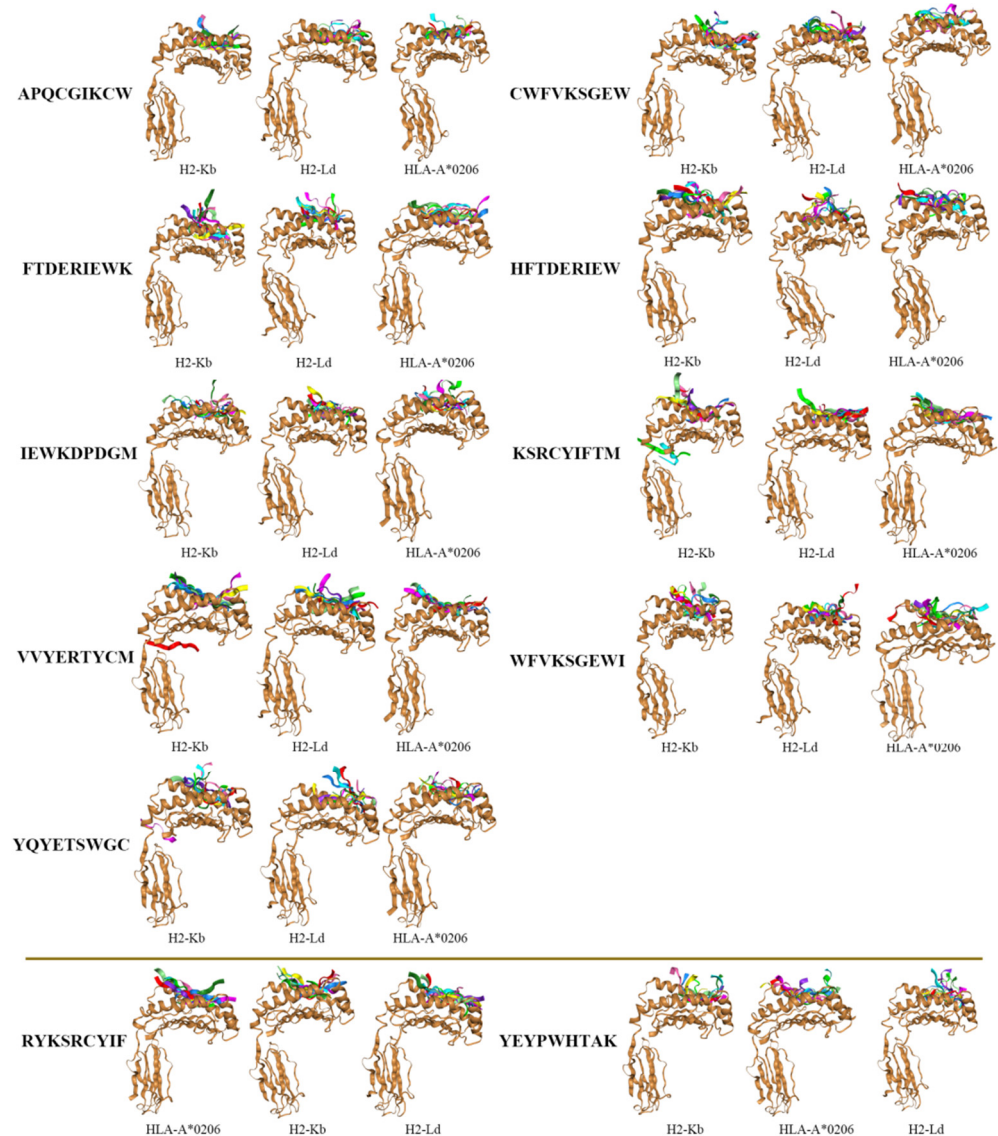 APQCGIKCW
H2-Kb H2-Ld HLA-A*0206
CWFVKSGEW
H2-Kb H2-Ld HLA-A*0206
FTDERIEWK
H2-Kb H2-Ld HLA-A*0206
HFTDERIEW
H2-Kb H2-Ld HLA-A*0206
IEWKDPDGM
H2-Kb H2-Ld HLA-A*0206
KSRCYIFTM
H2-Kb H2-Ld HLA-A*0206
VVYERTYCM
H2-Kb H2-Ld HLA-A*0206
WFVKSGEWI
H2-Kb H2-Ld HLA-A*0206
YQYETSWGC
H2-Kb H2-Ld HLA-A*0206
RYKSRCYIF
HLA-A*0206 H2-Kb H2-Ld
YEYPWHTAK
H2-Kb HLA-A*0206 H2-Ld